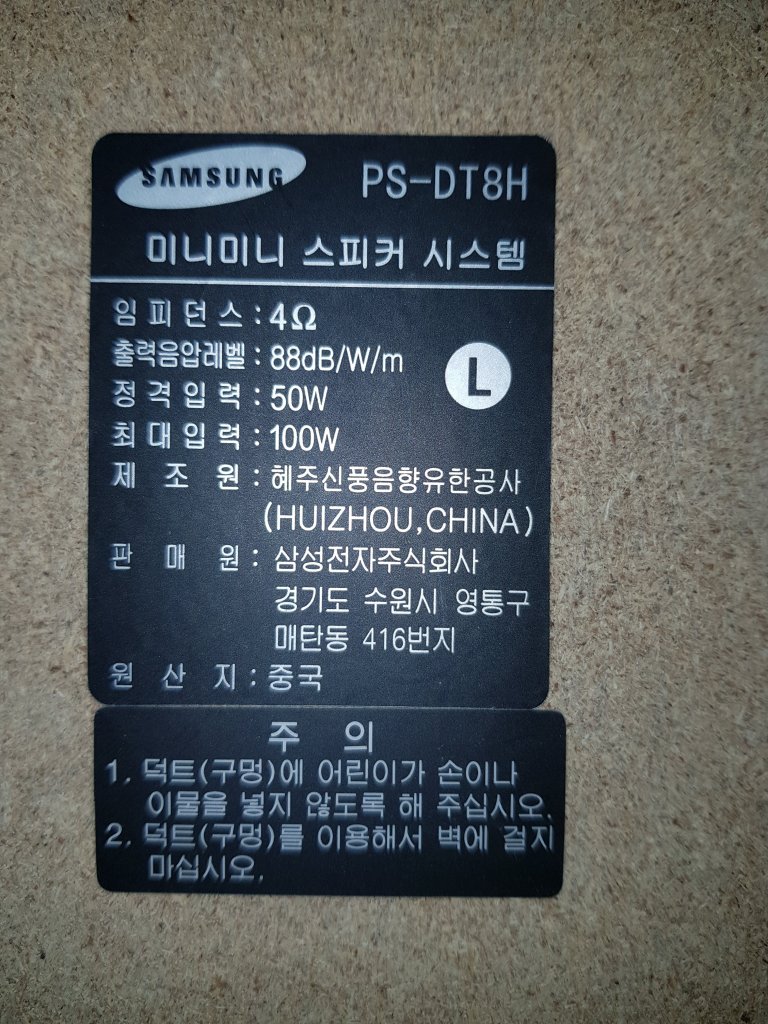 SAMSUNG PS-DT8H
미니미니 스피커 시스템
임피던스 : 4Ω
출력음압레벨 : 88dB/W/m
L
정격입력 : 50W
최대입력 : 100W
제 조 원 : 혜주신풍음향유한공사
(HUIZHOU,CHINA)
판 매 원 : 삼성전자주식회사
경기도 수원시 영통구
매탄동 416번지
원 산 지 : 중국
주 의
1. 덕트(구멍)에 어린이가 손이나
이물을 넣지 않도록 해 주십시오.
2. 덕트(구멍)를 이용해서 벽에 걸지
마십시오.